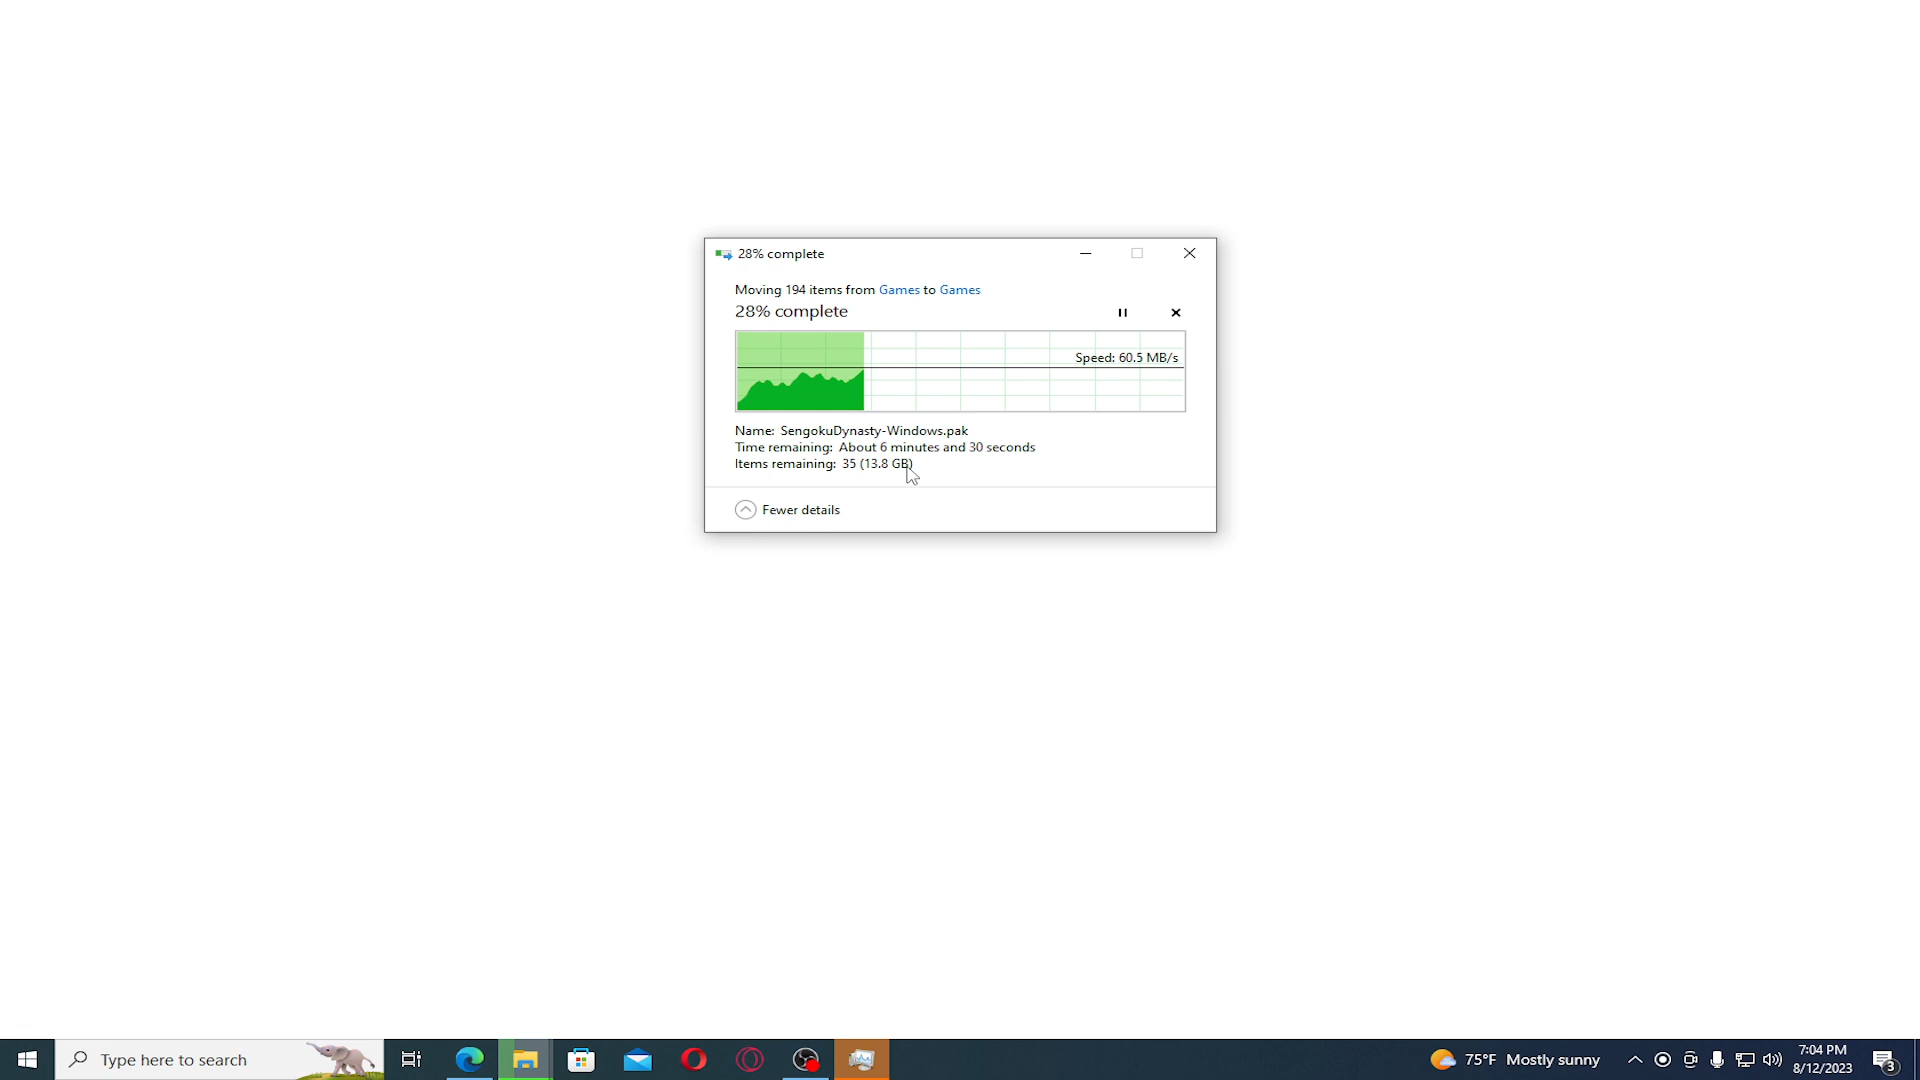 28% complete
Moving 194 items from Games to Games
28% complete
Speed: 60.5 MB/s
Name: SengokuDynasty-Windows.pak
Time remaining: About 6 minutes and 30 seconds
Items remaining: 35 (13.8 GB)
Fewer details
Type here to search
75°F Mostly sunny
7:04 PM
8/12/2023
3